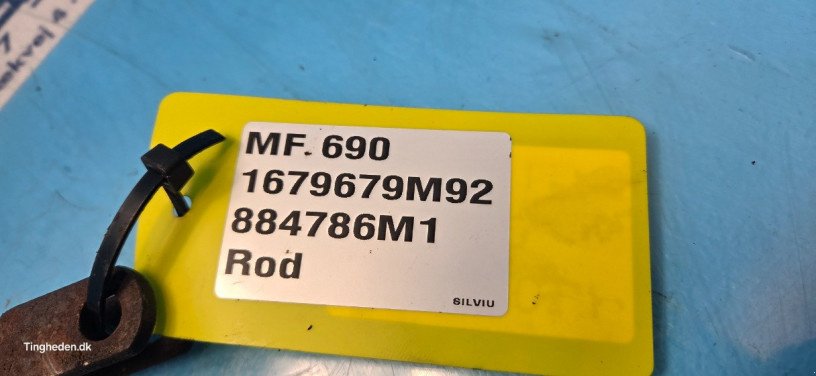 MF. 690
1679679M92
884786M1
Rod
SILVIU
Tingheden.dk